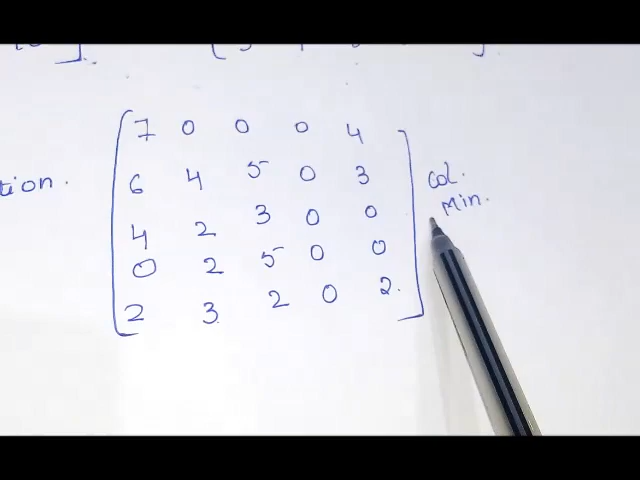 7 0 0 0 4
6 4 5 0 3 col.
tion. Min.
4 2 3 0 0
0 2 5 0 0
2 3 2 0 2.